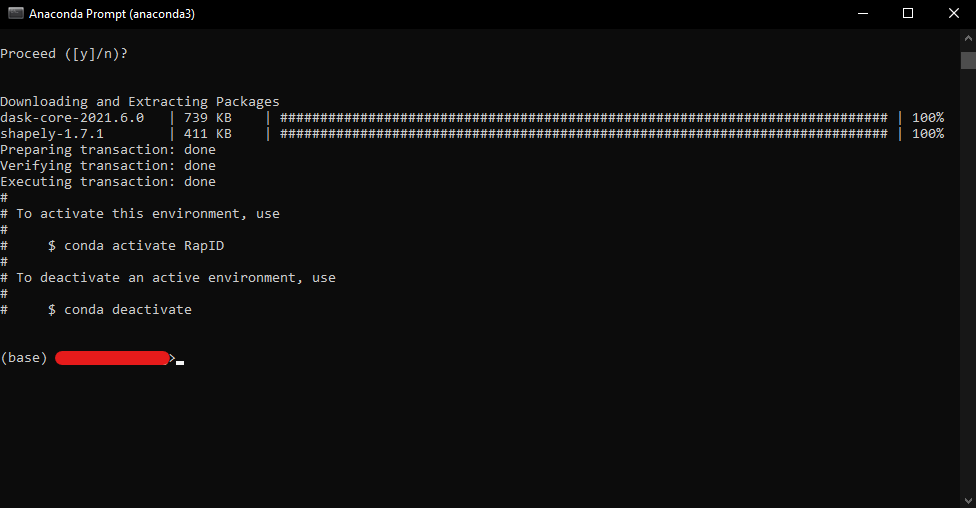 Anaconda Prompt (anaconda3)
Proceed ([y]/n)?
Downloading and Extracting Packages
dask-core-2021.6.0   | 739 KB    | ############################################################################ | 100%
shapely-1.7.1        | 411 KB    | ############################################################################ | 100%
Preparing transaction: done
Verifying transaction: done
Executing transaction: done
#
# To activate this environment, use
#
#     $ conda activate RapID
#
# To deactivate an active environment, use
#
#     $ conda deactivate
(base) >